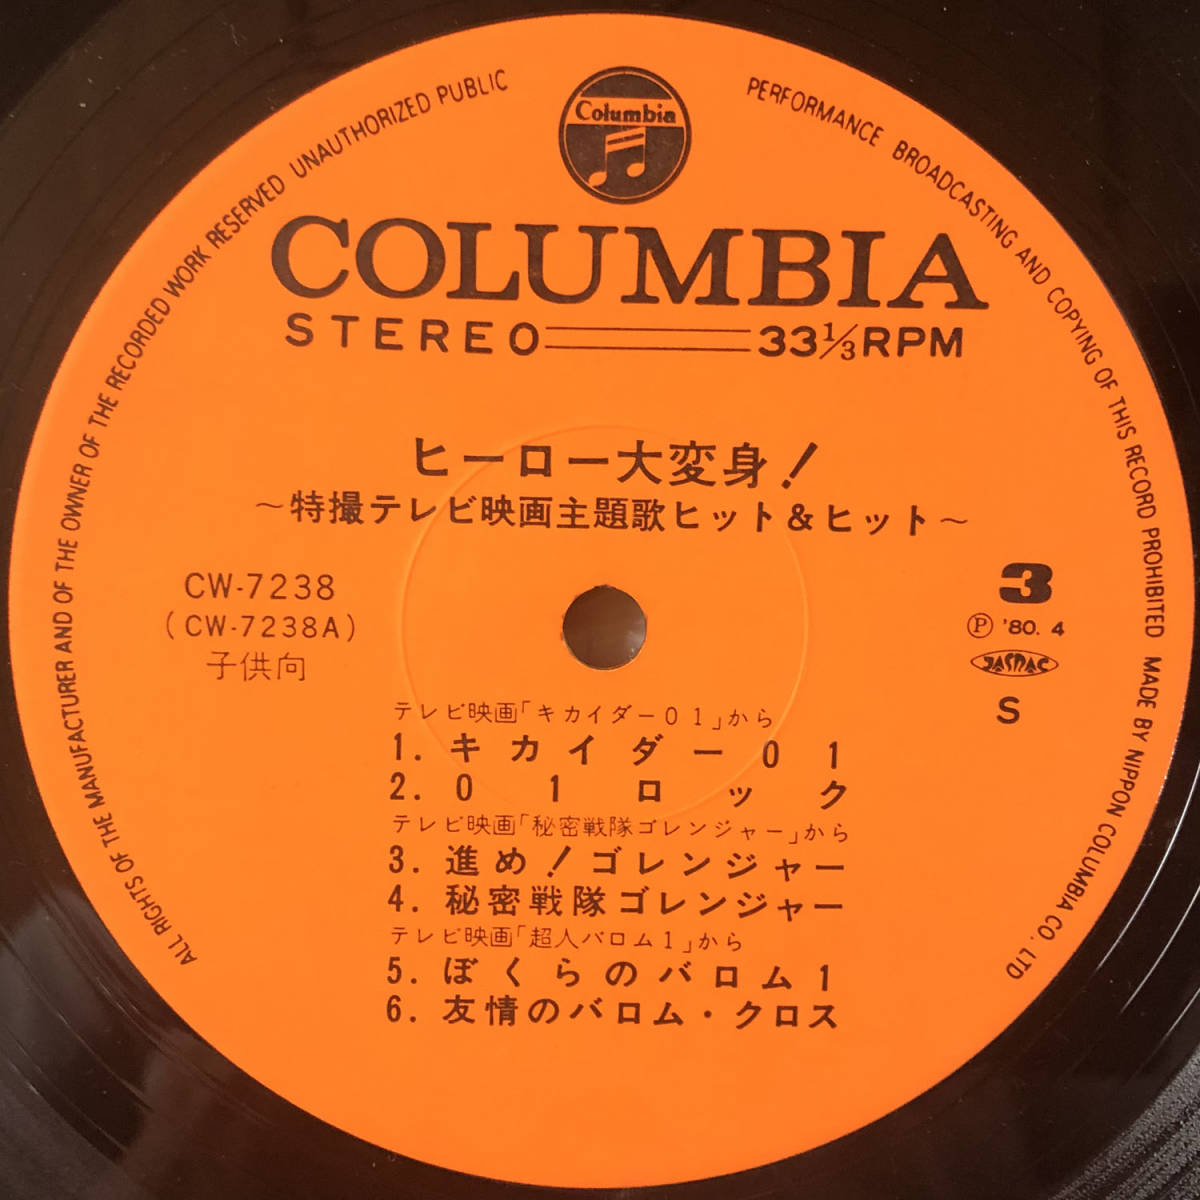 ALL RIGHTS OF THE MANUFACTURER AND OF THE OWNER OF THE RECORDED WORK RESERVED UNAUTHORIZED PUBLIC PERFORMANCE BROADCASTING AND COPYING OF THIS RECORD PROHIBITED MADE BY NIPPON COLUMBIA CO. LTD
Columbia
COLUMBIA
STEREO 33 1/3 RPM
ヒーロー大変身!
~特撮テレビ映画主題歌ヒット&ヒット~
CW-7238
(CW-7238A)
子供向
3
Ⓟ '80. 4
JASRAC
S
テレビ映画「キカイダー01」から
1. キカイダー01
2. 01ロック
テレビ映画「秘密戦隊ゴレンジャー」から
3. 進め!ゴレンジャー
4. 秘密戦隊ゴレンジャー
テレビ映画「超人バロム1」から
5. ぼくらのバロム1
6. 友情のバロム・クロス